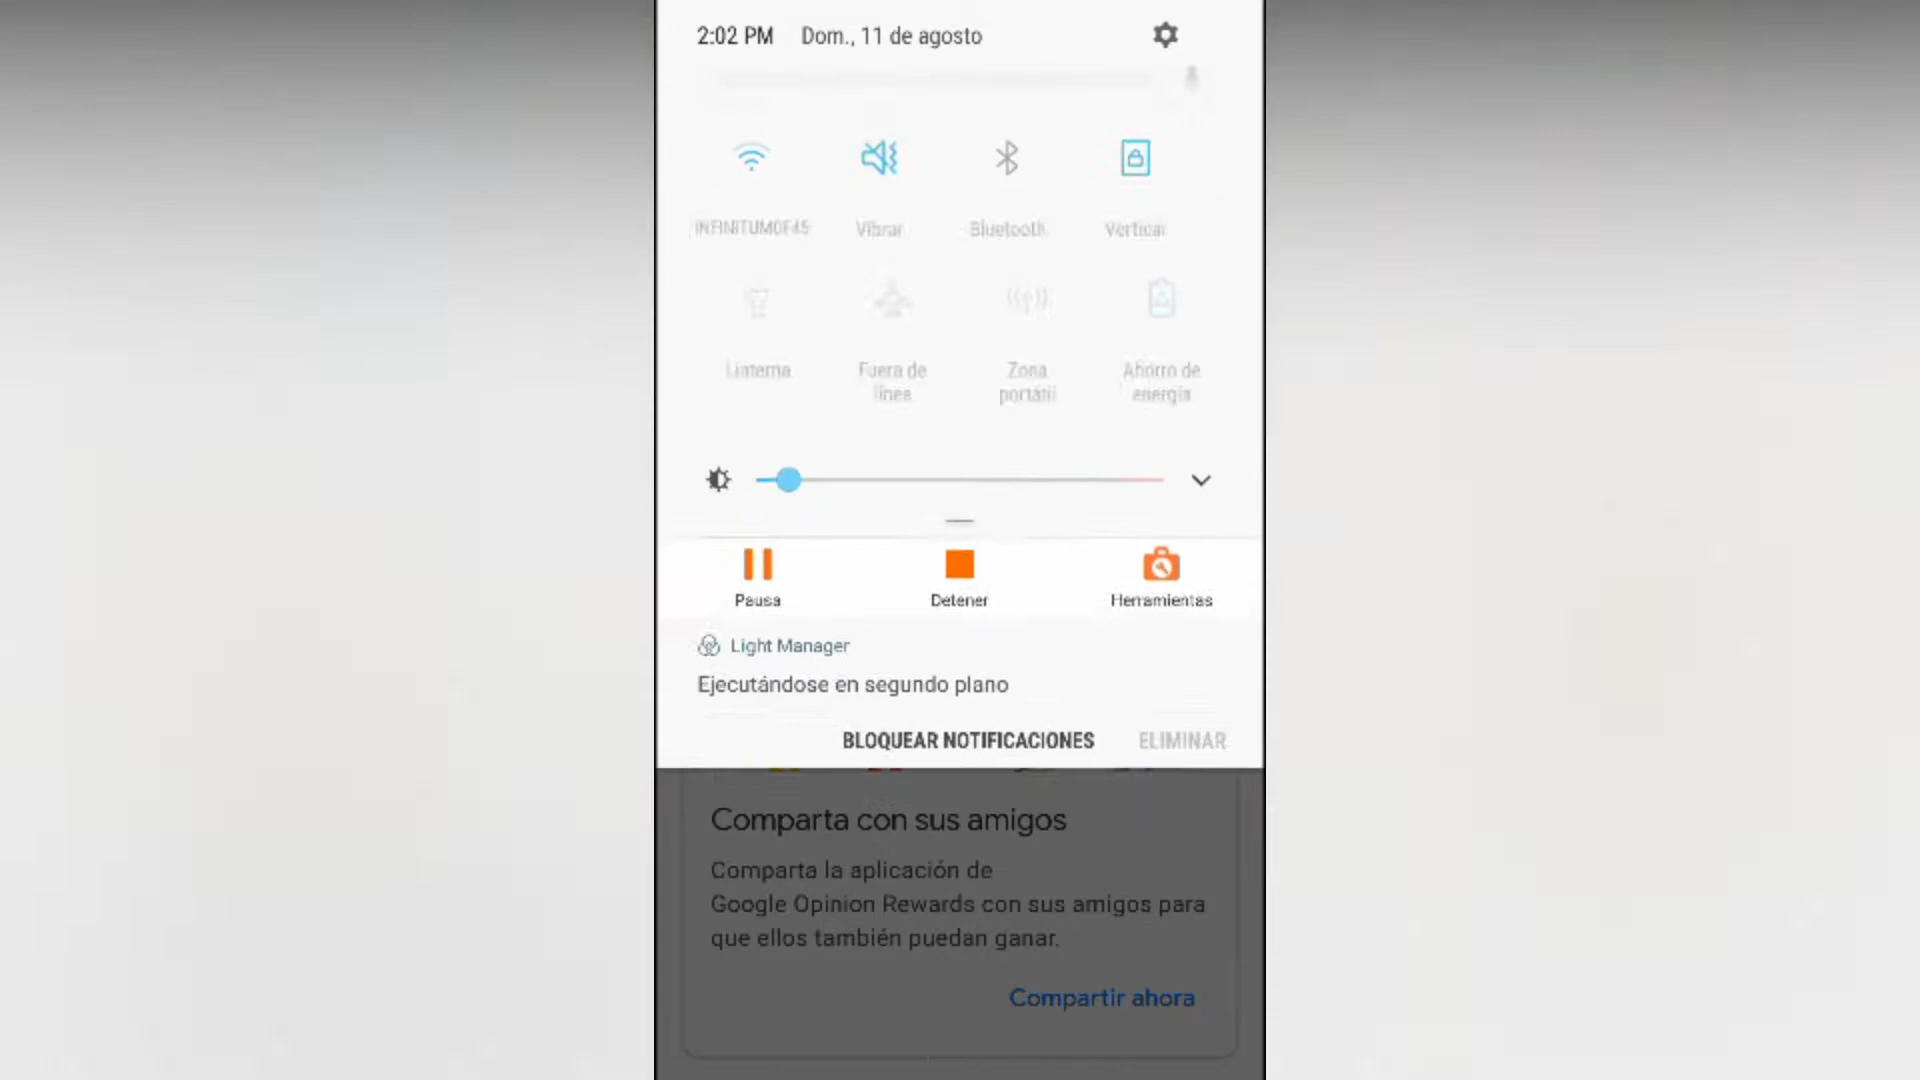 2:02 PM Dom., 11 de agosto
INFINITUM0F45 Vibrar Bluetooth Vertical
Linterna Fuera de línea Zona portátil Ahorro de energía
Pausa Detener Herramientas
Light Manager
Ejecutándose en segundo plano
BLOQUEAR NOTIFICACIONES ELIMINAR
Comparta con sus amigos
Comparta la aplicación de
Google Opinion Rewards con sus amigos para
que ellos también puedan ganar.
Compartir ahora